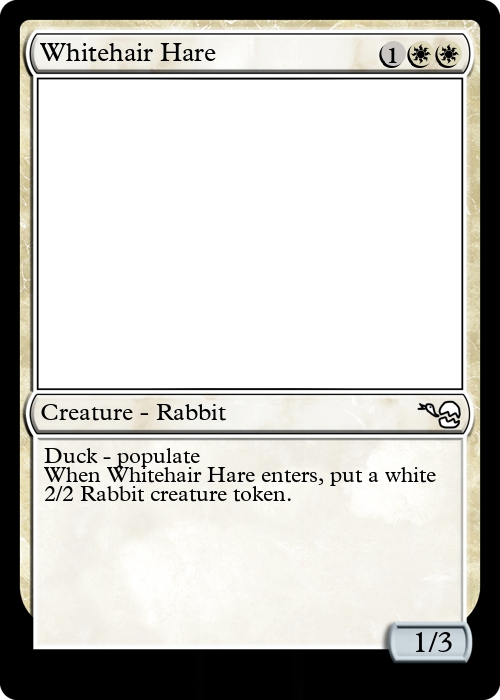 Whitehair Hare 1
Creature - Rabbit
Duck - populate
When Whitehair Hare enters, put a white
2/2 Rabbit creature token.
1/3